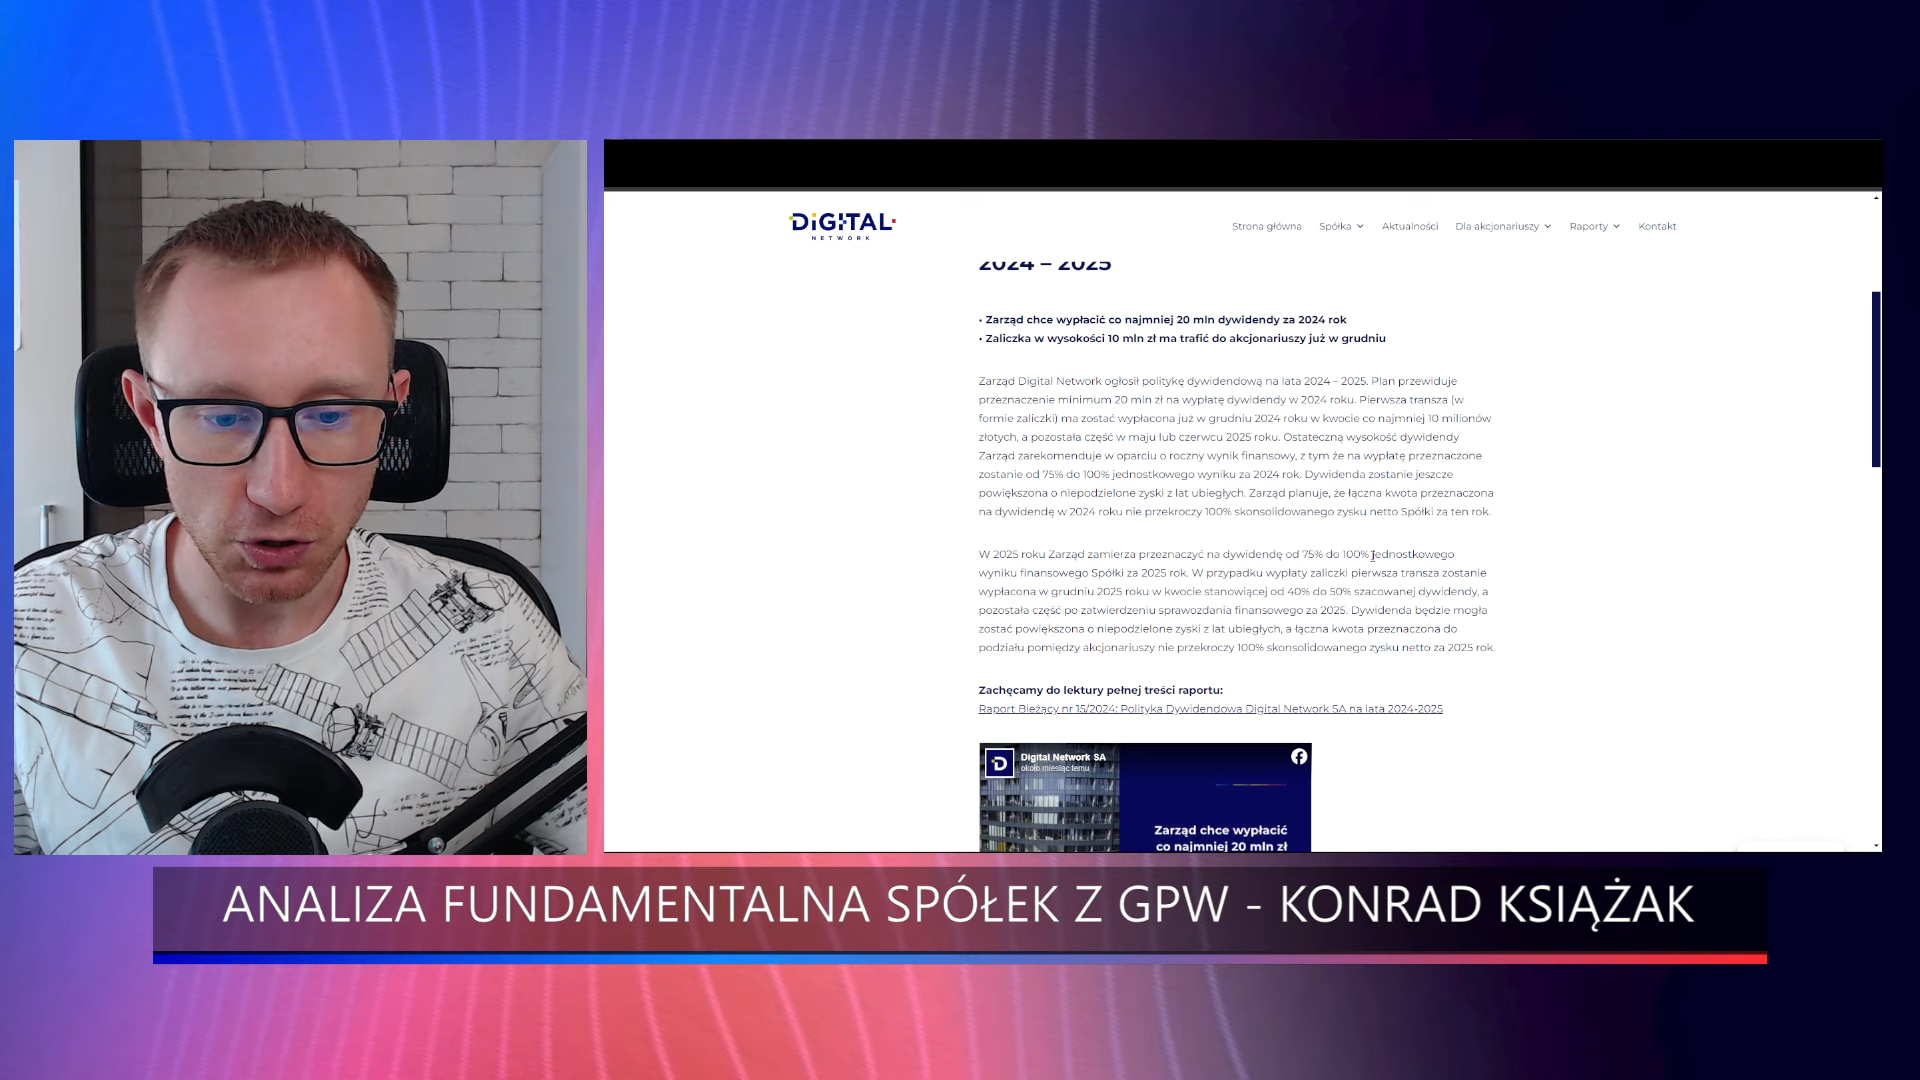 DiGITAL
NETWORK
Strona główna Spółka Aktualności Dla akcjonariuszy Raporty Kontakt
2024 – 2025
• Zarząd chce wypłacić co najmniej 20 mln dywidendy za 2024 rok
• Zaliczka w wysokości 10 mln zł ma trafić do akcjonariuszy już w grudniu
Zarząd Digital Network ogłosił politykę dywidendową na lata 2024 – 2025. Plan przewiduje
przeznaczenie minimum 20 mln zł na wypłatę dywidendy w 2024 roku. Pierwsza transza (w
formie zaliczki) ma zostać wypłacona już w grudniu 2024 roku w kwocie co najmniej 10 milionów
złotych, a pozostała część w maju lub czerwcu 2025 roku. Ostateczną wysokość dywidendy
Zarząd zarekomenduje w oparciu o roczny wynik finansowy, z tym że na wypłatę przeznaczone
zostanie od 75% do 100% jednostkowego wyniku za 2024 rok. Dywidenda zostanie jeszcze
powiększona o niepodzielone zyski z lat ubiegłych. Zarząd planuje, że łączna kwota przeznaczona
na dywidendę w 2024 roku nie przekroczy 100% skonsolidowanego zysku netto Spółki za ten rok.
W 2025 roku Zarząd zamierza przeznaczyć na dywidendę od 75% do 100% jednostkowego
wyniku finansowego Spółki za 2025 rok. W przypadku wypłaty zaliczki pierwsza transza zostanie
wypłacona w grudniu 2025 roku w kwocie stanowiącej od 40% do 50% szacowanej dywidendy, a
pozostała część po zatwierdzeniu sprawozdania finansowego za 2025. Dywidenda będzie mogła
zostać powiększona o niepodzielone zyski z lat ubiegłych, a łączna kwota przeznaczona do
podziału pomiędzy akcjonariuszy nie przekroczy 100% skonsolidowanego zysku netto za 2025 rok.
Zachęcamy do lektury pełnej treści raportu:
Raport Bieżący nr 15/2024: Polityka Dywidendowa Digital Network SA na lata 2024-2025
Digital Network SA
około miesiąc temu
Zarząd chce wypłacić
co najmniej 20 mln zł
ANALIZA FUNDAMENTALNA SPÓŁEK Z GPW - KONRAD KSIĄŻAK